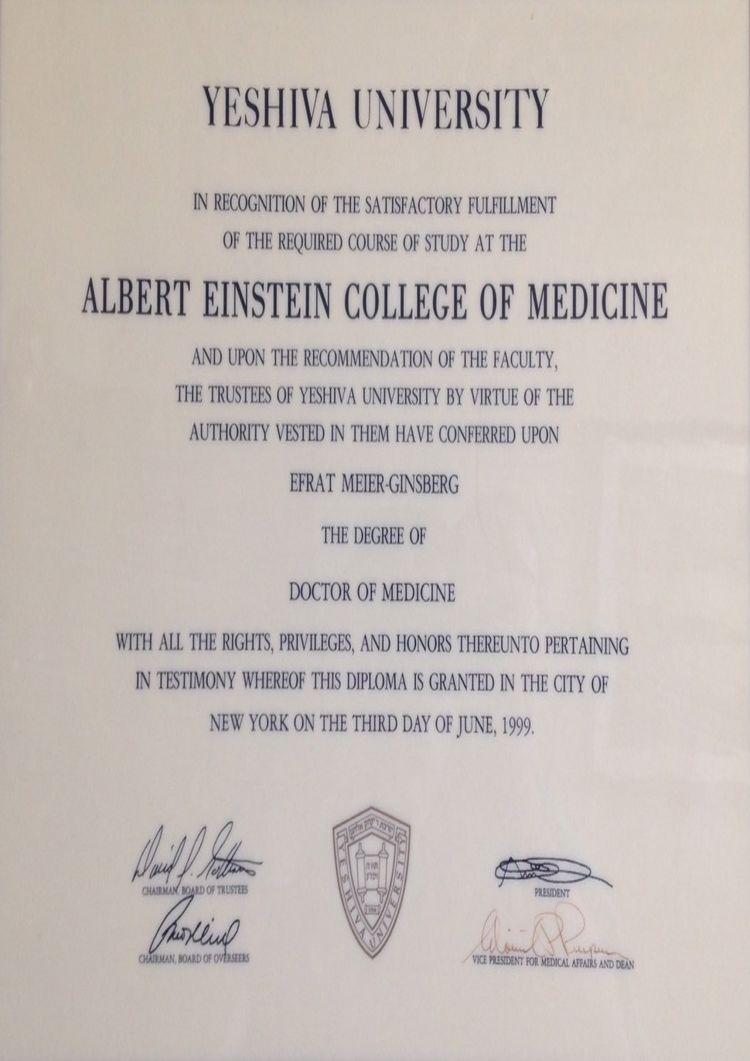 YESHIVA UNIVERSITY
IN RECOGNITION OF THE SATISFACTORY FULFILLMENT
OF THE REQUIRED COURSE OF STUDY AT THE
ALBERT EINSTEIN COLLEGE OF MEDICINE
AND UPON THE RECOMMENDATION OF THE FACULTY,
THE TRUSTEES OF YESHIVA UNIVERSITY BY VIRTUE OF THE
AUTHORITY VESTED IN THEM HAVE CONFERRED UPON
EFRAT MEIER-GINSBERG
THE DEGREE OF
DOCTOR OF MEDICINE
WITH ALL THE RIGHTS, PRIVILEGES, AND HONORS THEREUNTO PERTAINING
IN TESTIMONY WHEREOF THIS DIPLOMA IS GRANTED IN THE CITY OF
NEW YORK ON THE THIRD DAY OF JUNE, 1999.
CHAIRMAN, BOARD OF TRUSTEES
PRESIDENT
CHAIRMAN, BOARD OF OVERSEERS
VICE PRESIDENT FOR MEDICAL AFFAIRS AND DEAN
YESHIVA UNIVERSITY